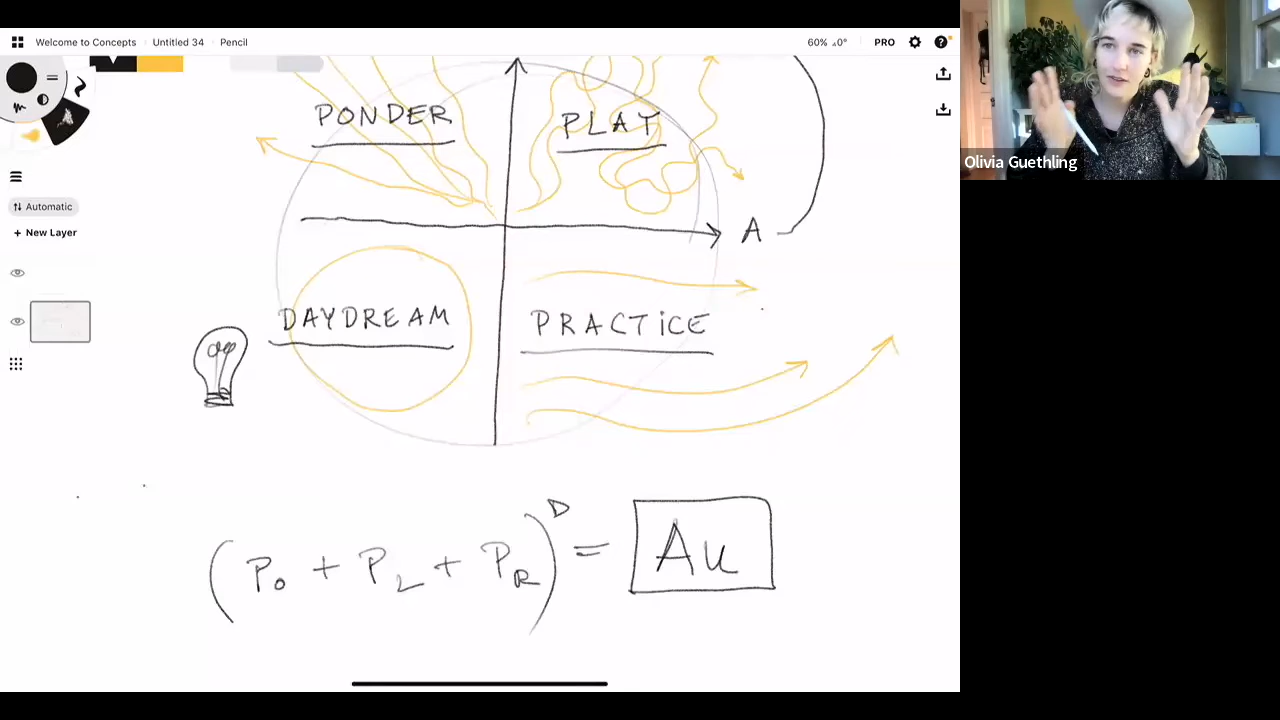 Welcome to Concepts Untitled 34 Pencil 60% ⊿0° PRO
PONDER
PLAY
Olivia Guethling
Automatic
+ New Layer
A
DAYDREAM
PRACTICE
(Po + PL + PR)^D = Au